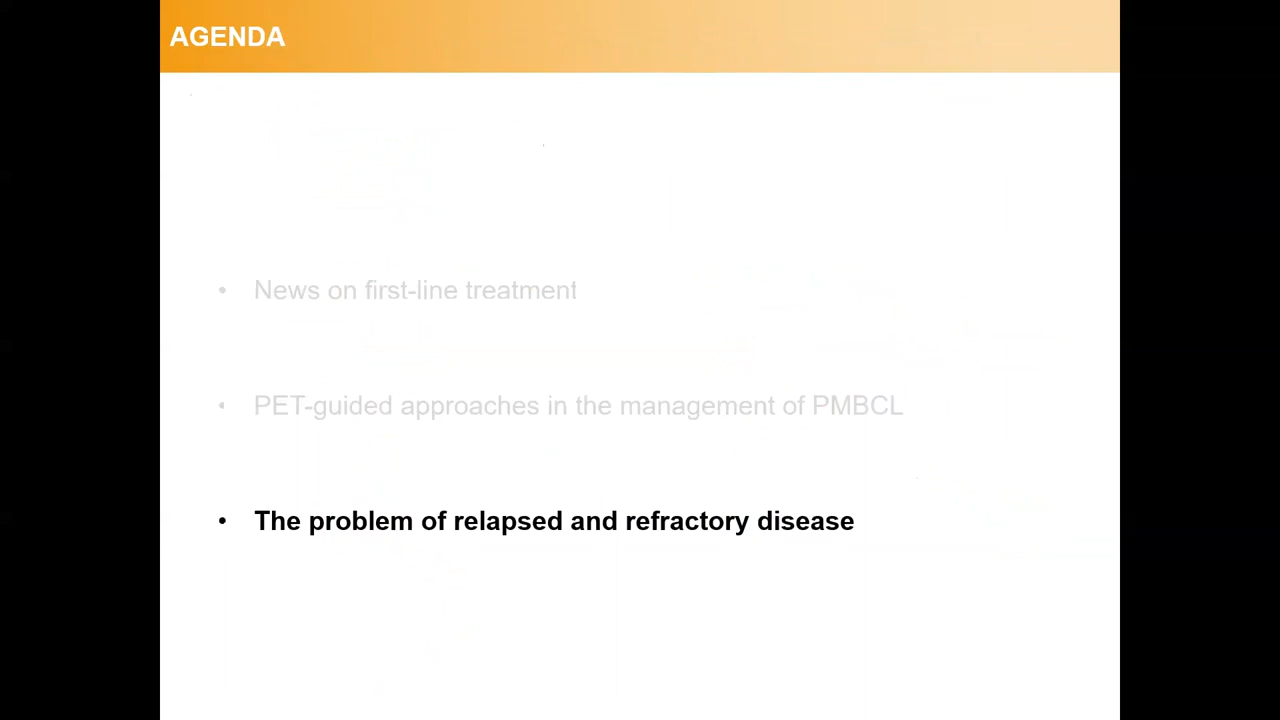 AGENDA
• News on first-line treatment
• PET-guided approaches in the management of PMBCL
• The problem of relapsed and refractory disease